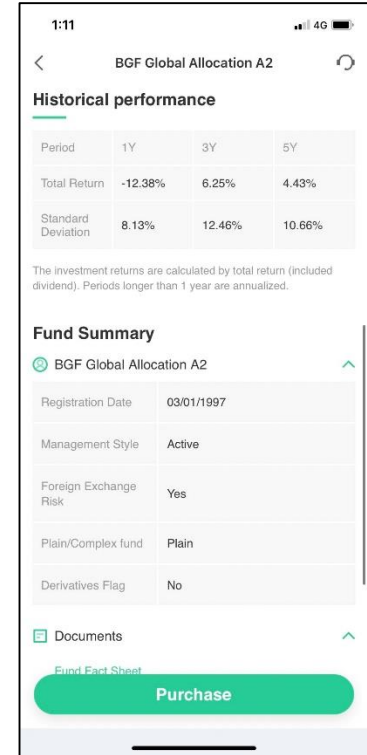 1:11 4G
BGF Global Allocation A2
Historical performance
Period 1Y 3Y 5Y
Total Return -12.38% 6.25% 4.43%
Standard
Deviation 8.13% 12.46% 10.66%
The investment returns are calculated by total return (included
dividend). Periods longer than 1 year are annualized.
Fund Summary
BGF Global Allocation A2
Registration Date 03/01/1997
Management Style Active
Foreign Exchange
Risk Yes
Plain/Complex fund Plain
Derivatives Flag No
Documents
Fund Fact Sheet
Purchase